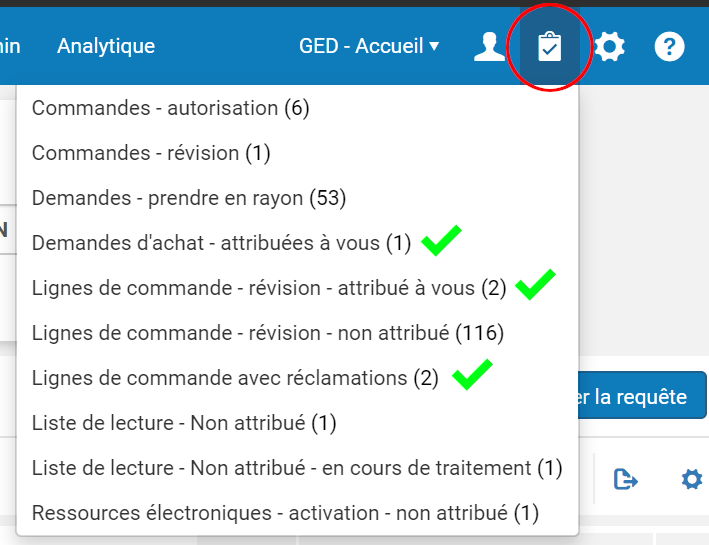 in Analytique GED - Accueil
Commandes - autorisation (6)
Commandes - révision (1)
Demandes - prendre en rayon (53)
N
Demandes d'achat - attribuées à vous (1)
Lignes de commande - révision - attribué à vous (2)
Lignes de commande - révision - non attribué (116)
Lignes de commande avec réclamations (2)
er la requête
Liste de lecture - Non attribué (1)
Liste de lecture - Non attribué - en cours de traitement (1)
Ressources électroniques - activation - non attribué (1)